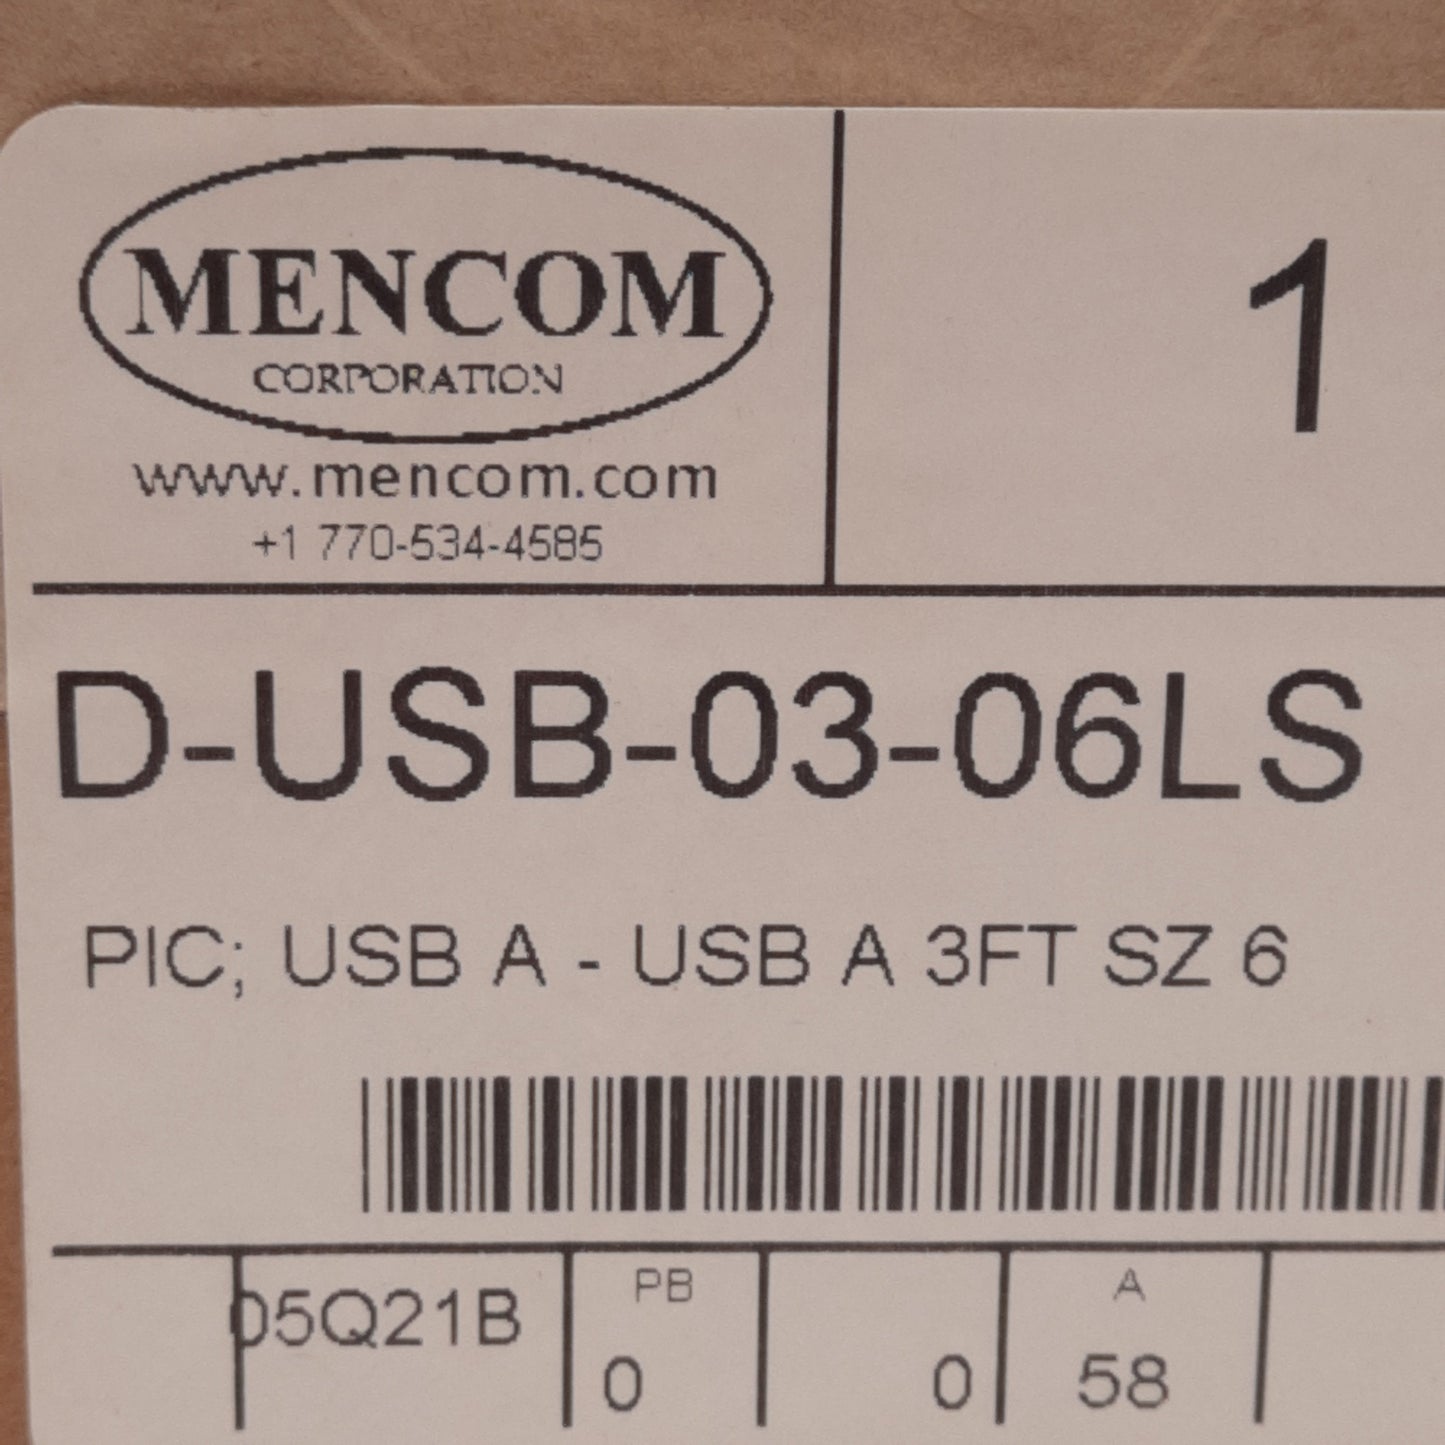 MENCOM
CORPORATION
www.mencom.com
+1 770-534-4585
1
D-USB-03-06LS
PIC; USB A - USB A 3FT SZ 6
05Q21B
PB
0
0
A
58